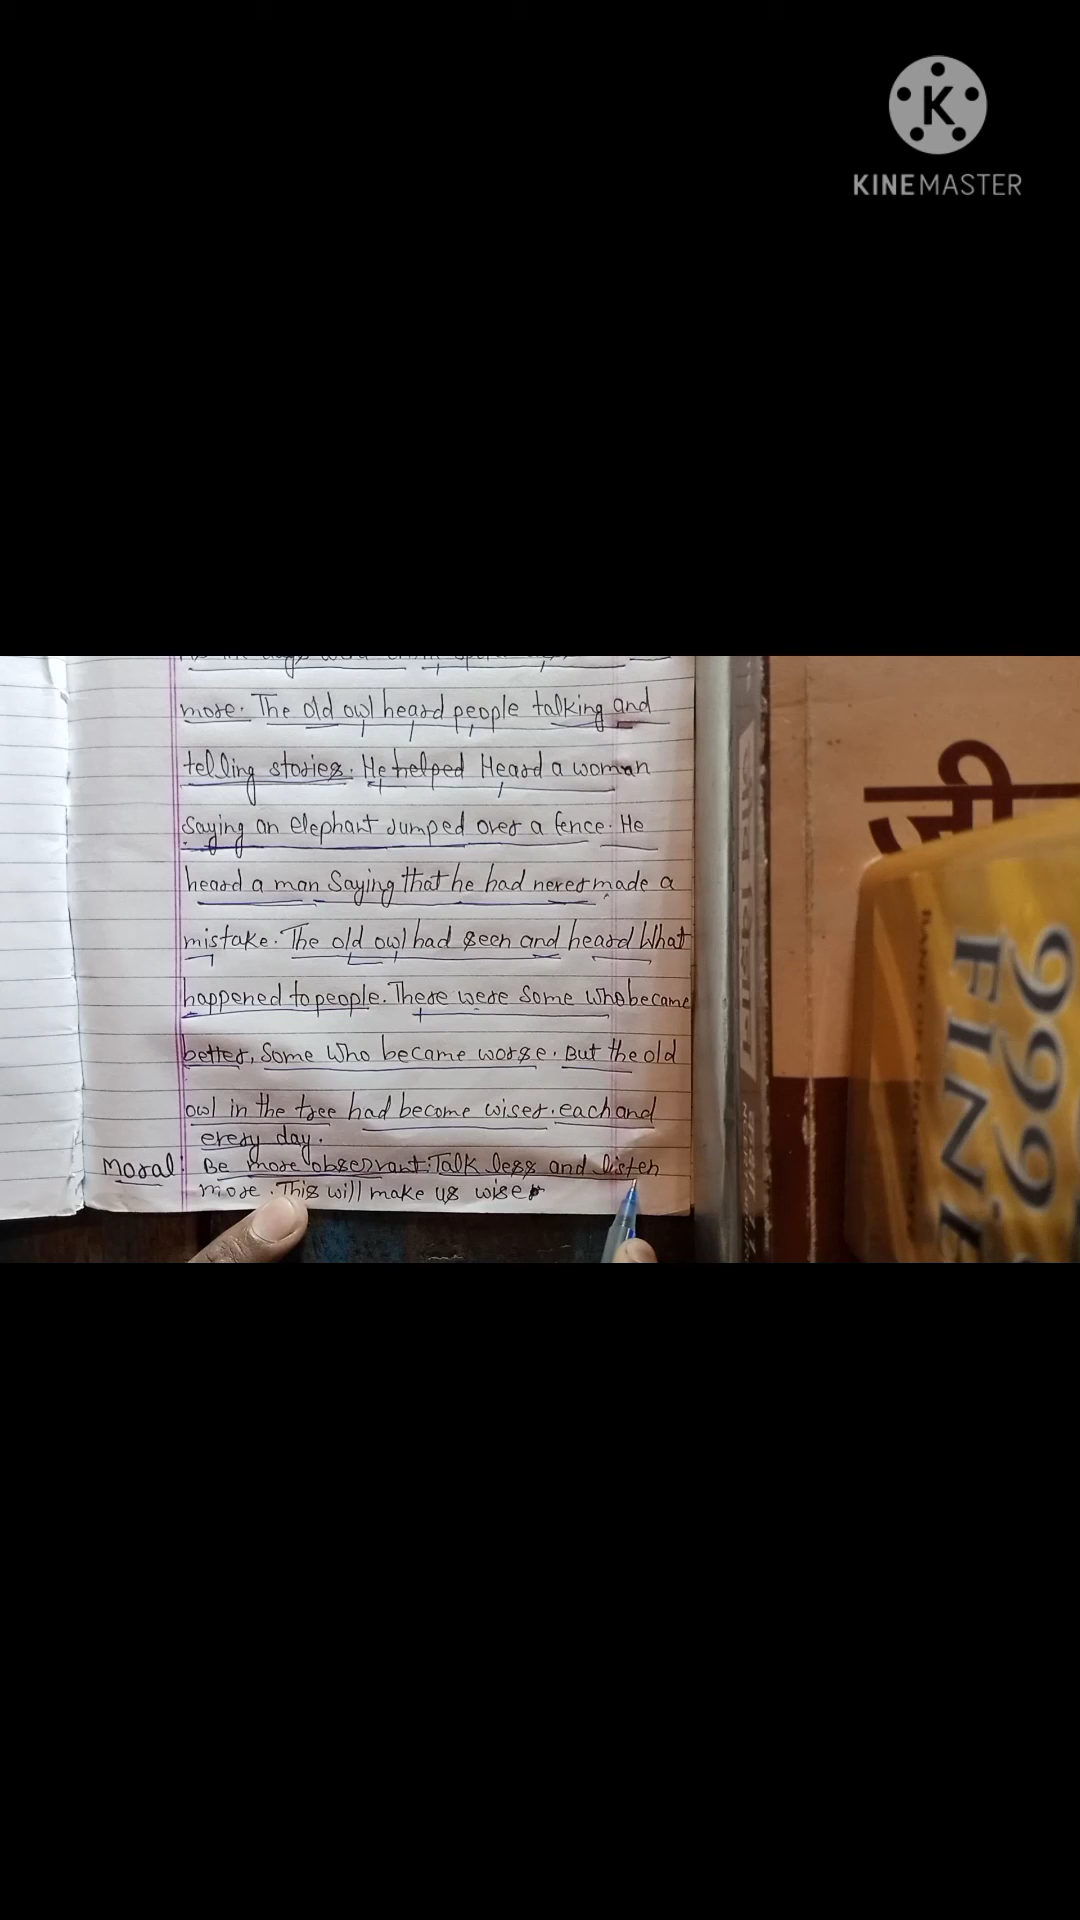 KINEMASTER
more. The old owl heard people talking and
telling stories. He helped Heard a woman
Saying an elephant Jumped over a fence. He
heard a man Saying that he had never made a
mistake. The old owl had seen and heard What
happened to people. There were Some who became
better, Some Who became worse. But the old
owl in the tree had become wiser. each and
every day.
Moral: Be more observant. Talk less and listen
more. This will make us wiser
जी
999
FINE